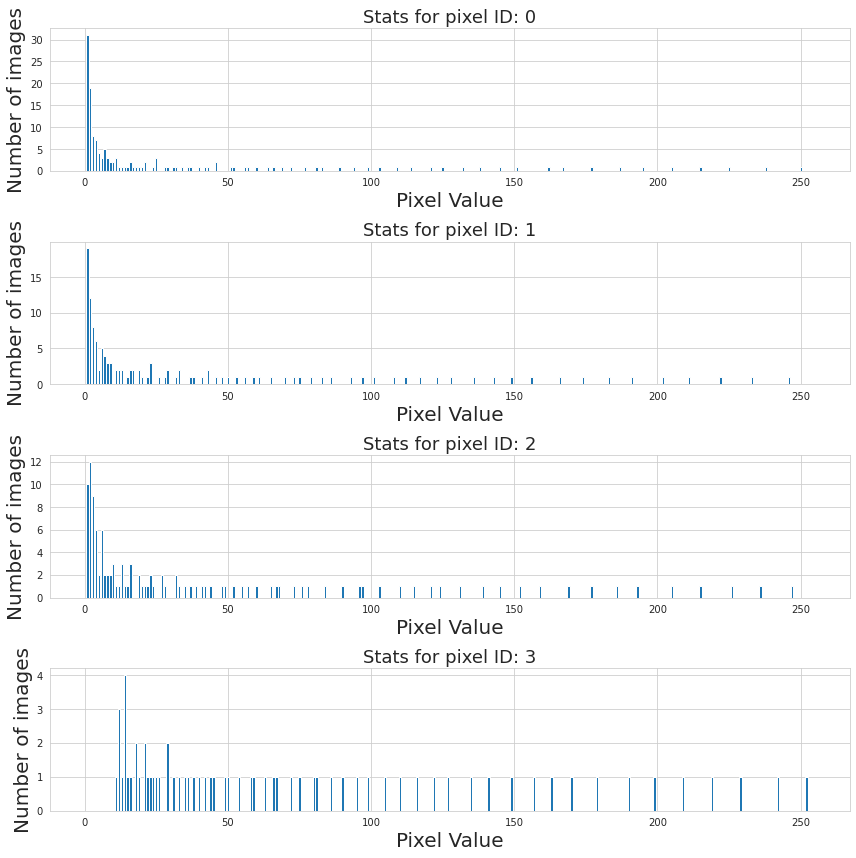 Stats for pixel ID: 0
Number of images
30
25
20
15
10
5
0
0 50 100 150 200 250
Pixel Value
Stats for pixel ID: 1
Number of images
15
10
5
0
0 50 100 150 200 250
Pixel Value
Stats for pixel ID: 2
Number of images
12
10
8
6
4
2
0
0 50 100 150 200 250
Pixel Value
Stats for pixel ID: 3
Number of images
4
3
2
1
0
0 50 100 150 200 250
Pixel Value